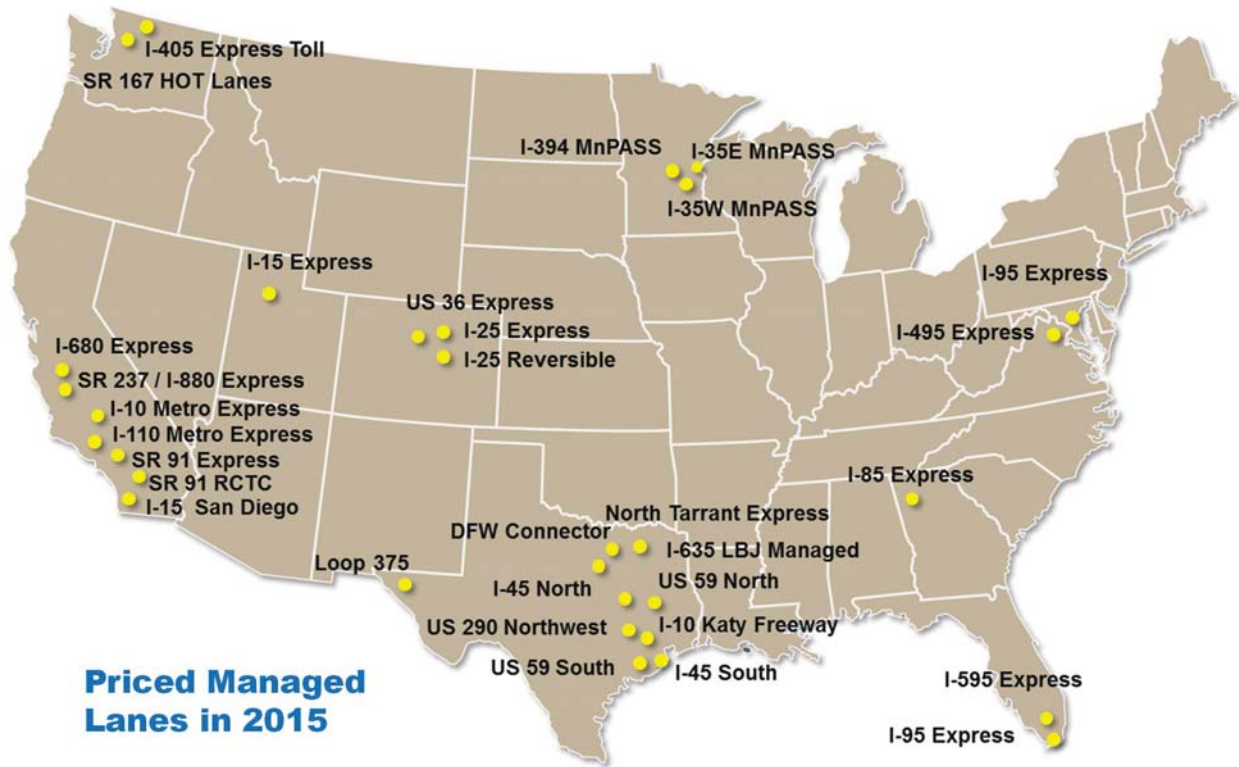 I-405 Express Toll
SR 167 HOT Lanes
I-394 MnPASS
I-35E MnPASS
I-35W MnPASS
I-15 Express
US 36 Express
I-25 Express
I-25 Reversible
I-95 Express
I-495 Express
I-680 Express
SR 237 / I-880 Express
I-10 Metro Express
I-110 Metro Express
SR 91 Express
SR 91 RCTC
I-15 San Diego
I-85 Express
North Tarrant Express
DFW Connector
I-635 LBJ Managed
Loop 375
I-45 North
US 59 North
US 290 Northwest
I-10 Katy Freeway
US 59 South
I-45 South
I-595 Express
I-95 Express
Priced Managed
Lanes in 2015